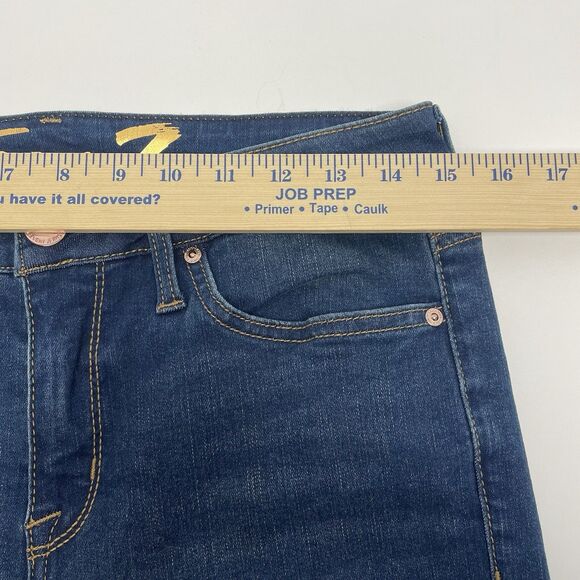 7
7 8 10 11 12 13 14 15 16 17
u have it all covered?
JOB PREP
• Primer • Tape • Caulk •